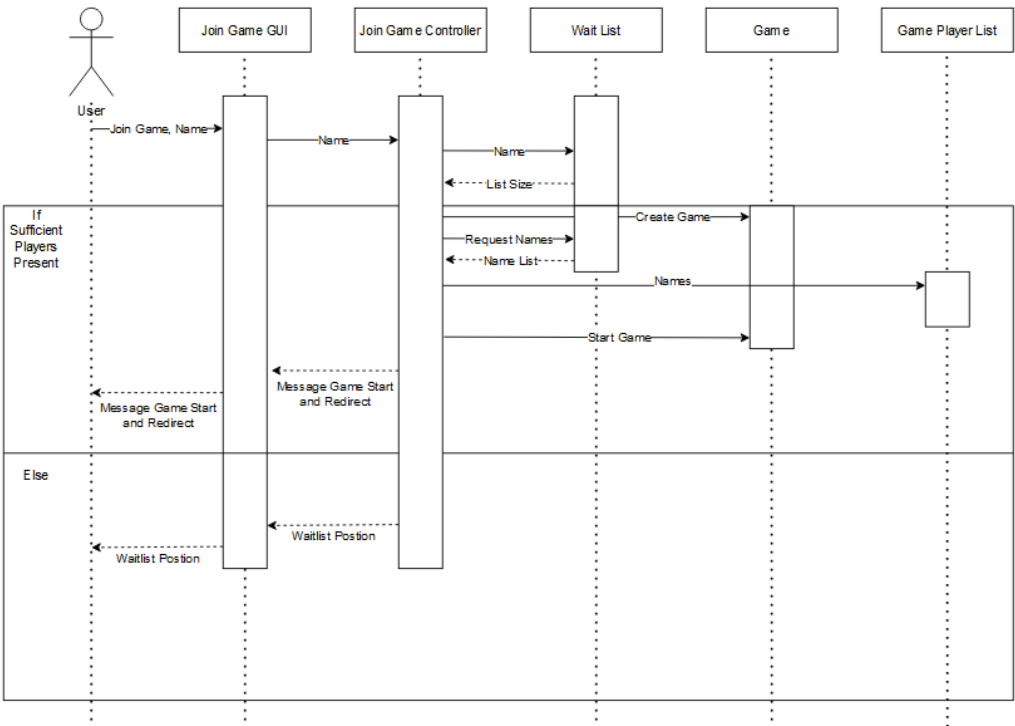 Join Game GUI
Join Game Controller
Wait List
Game
Game Player List
User
Join Game, Name
Name
Name
List Size
If
Sufficient
Players
Present
Create Game
Request Names
Name List
Names
Start Game
Message Game Start
and Redirect
Message Game Start
and Redirect
Else
Waitlist Postion
Waitlist Postion